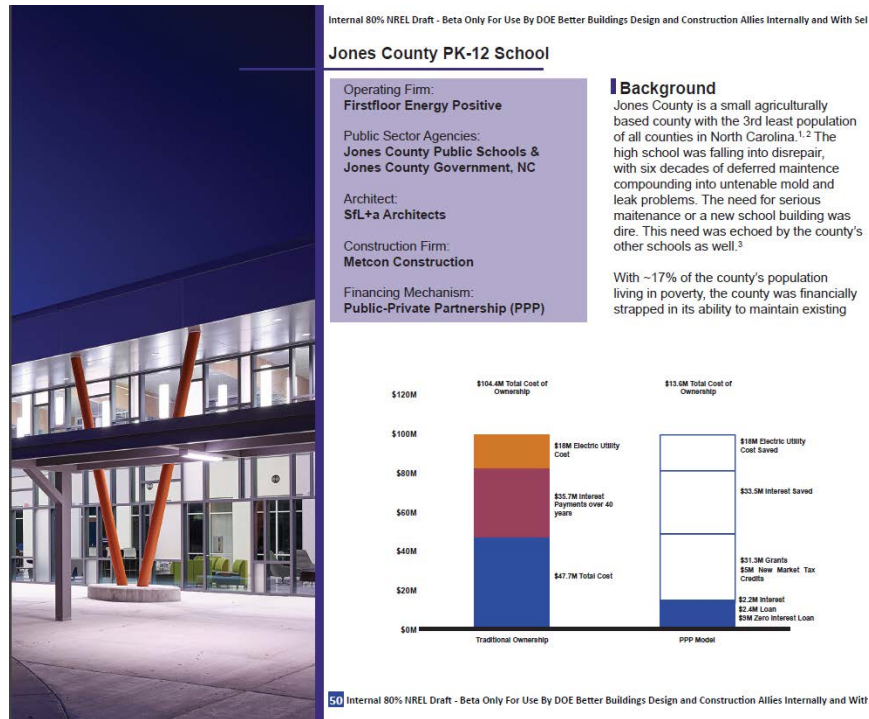 Internal 80% NREL Draft - Beta Only For Use By DOE Better Buildings Design and Construction Allies Internally and With Sel
Jones County PK-12 School
Operating Firm:
Firstfloor Energy Positive
Public Sector Agencies:
Jones County Public Schools &
Jones County Government, NC
Architect:
SfL+a Architects
Construction Firm:
Metcon Construction
Financing Mechanism:
Public-Private Partnership (PPP)
Background
Jones County is a small agriculturally
based county with the 3rd least population
of all counties in North Carolina.1,2 The
high school was falling into disrepair,
with six decades of deferred maintence
compounding into untenable mold and
leak problems. The need for serious
maitenance or a new school building was
dire. This need was echoed by the county's
other schools as well.3
With ~17% of the county's population
living in poverty, the county was financially
strapped in its ability to maintain existing
$104.4M Total Cost of
Ownership
$13.6M Total Cost of
Ownership
$120M
$100M
$80M
$60M
$40M
$20M
$0M
$18M Electric Utility
Cost
$35.7M Interest
Payments over 40
years
$47.7M Total Cost
$18M Electric Utility
Cost Saved
$33.5M Interest Saved
$31.3M Grants
$5M New Market Tax
Credits
$2.2M Interest
$2.4M Loan
$9M Zero Interest Loan
Traditional Ownership
PPP Model
50 Internal 80% NREL Draft - Beta Only For Use By DOE Better Buildings Design and Construction Allies Internally and With